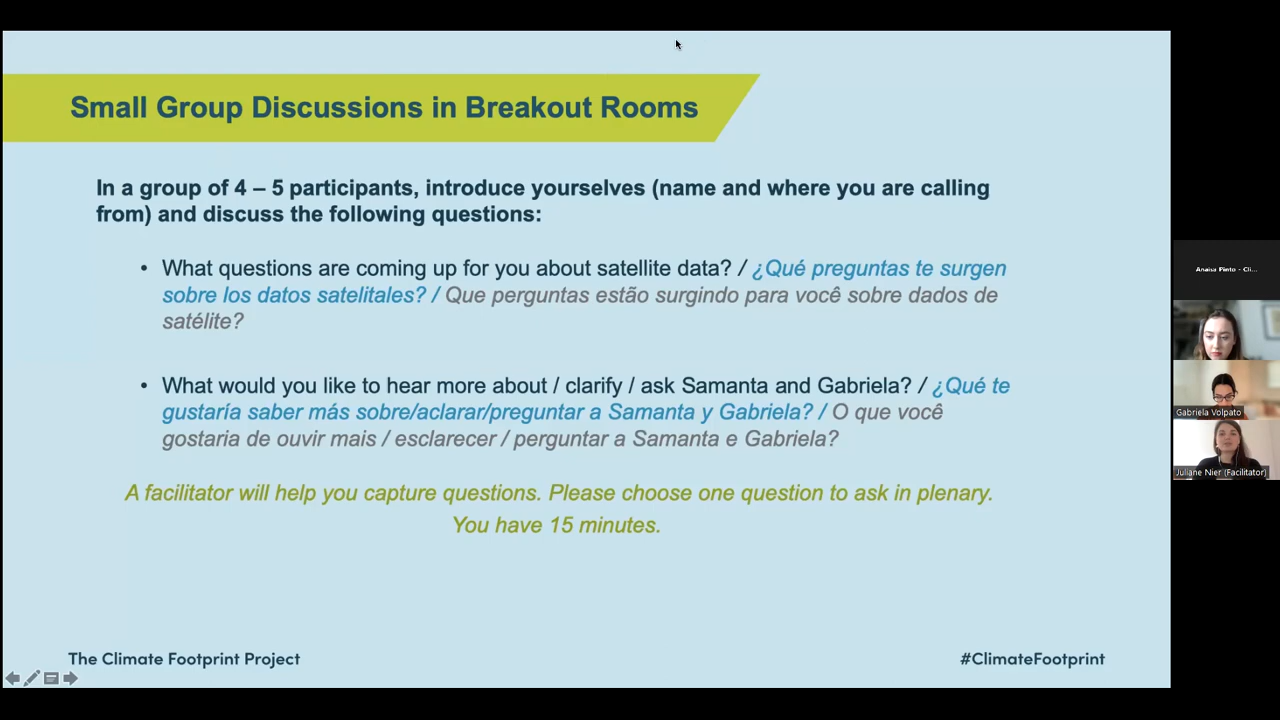 Small Group Discussions in Breakout Rooms
In a group of 4 – 5 participants, introduce yourselves (name and where you are calling
from) and discuss the following questions:
• What questions are coming up for you about satellite data? / ¿Qué preguntas te surgen
sobre los datos satelitales? / Que perguntas estão surgindo para você sobre dados de
satélite?
• What would you like to hear more about / clarify / ask Samanta and Gabriela? / ¿Qué te
gustaría saber más sobre/aclarar/preguntar a Samanta y Gabriela? / O que você
gostaria de ouvir mais / esclarecer / perguntar a Samanta e Gabriela?
A facilitator will help you capture questions. Please choose one question to ask in plenary.
You have 15 minutes.
The Climate Footprint Project
#ClimateFootprint
Anaisa Pinto - Cli...
Gabriela Volpato
Juliane Nier (Facilitator)